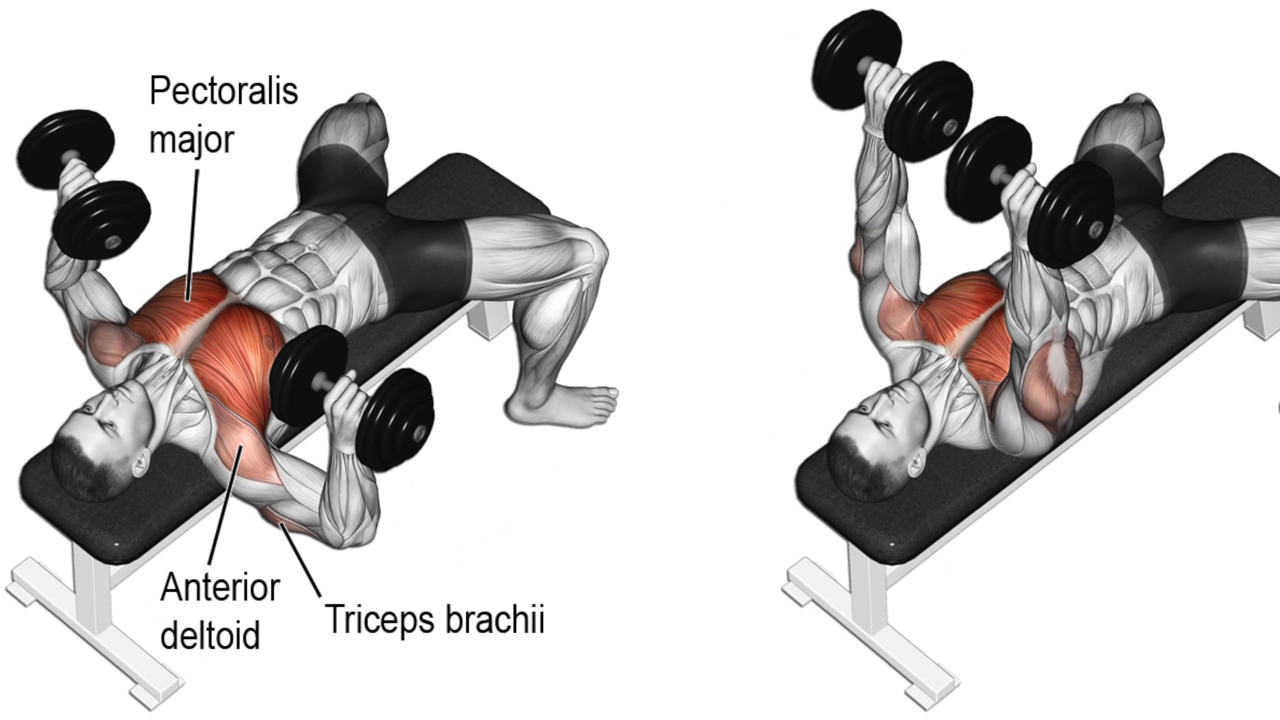 Pectoralis
major
Anterior
deltoid
Triceps brachii